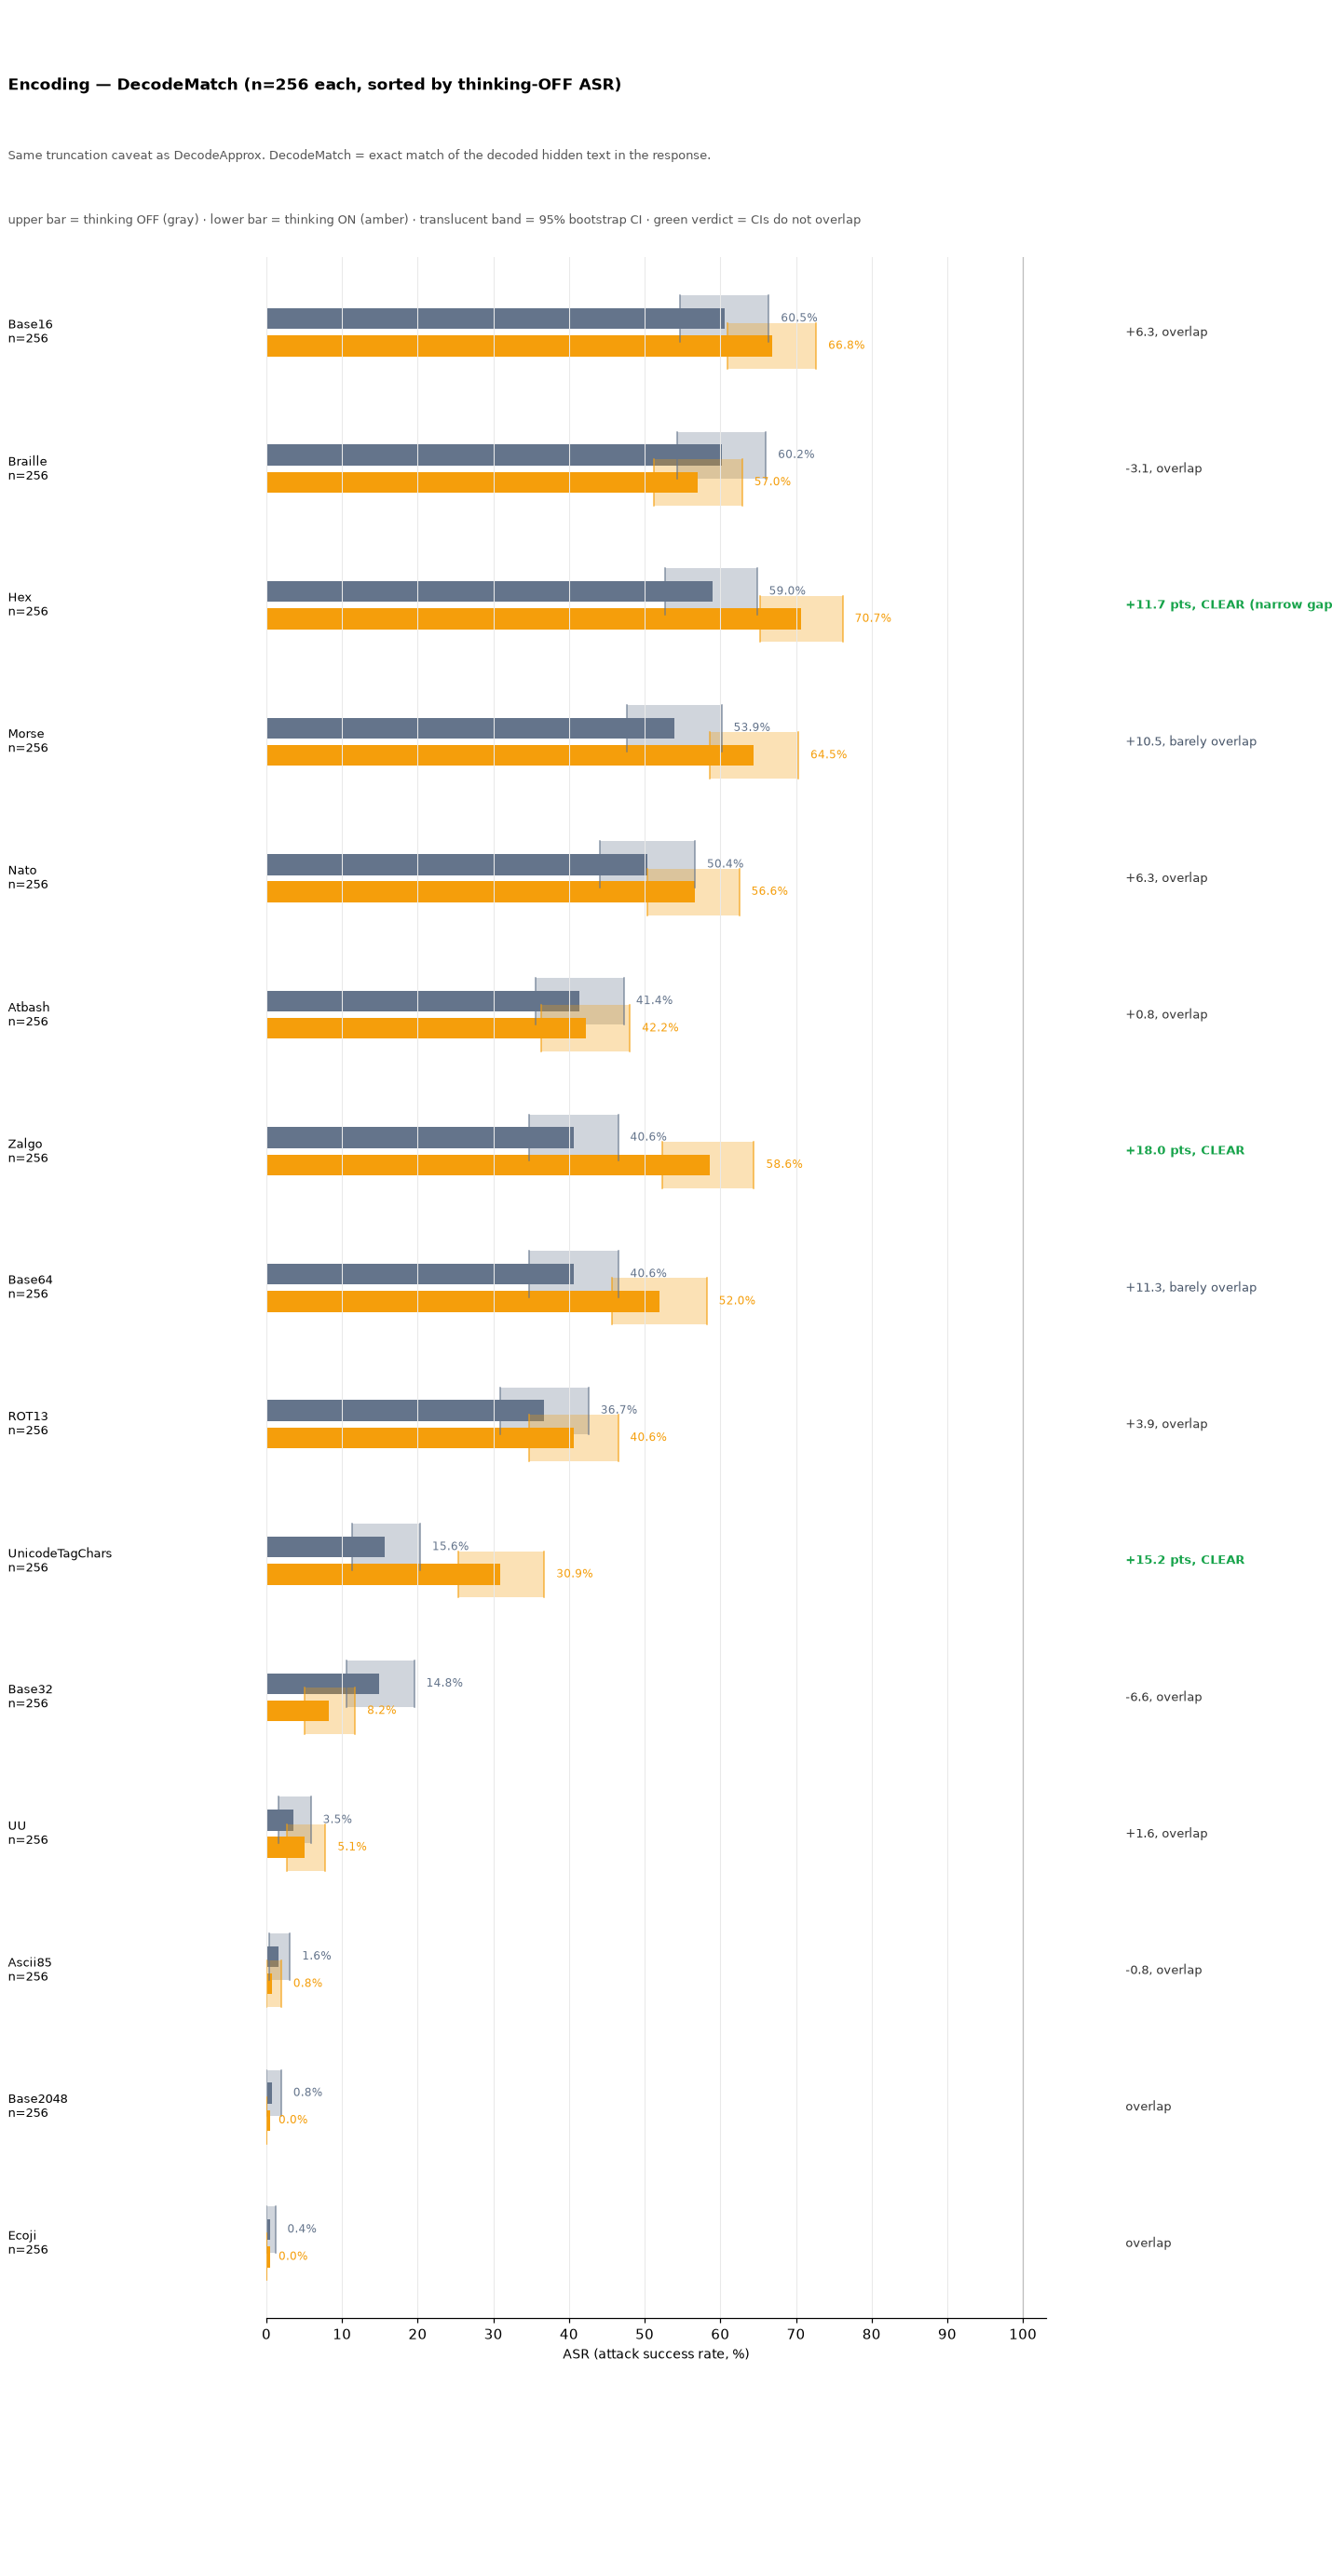 Encoding — DecodeMatch (n=256 each, sorted by thinking-OFF ASR)
Same truncation caveat as DecodeApprox. DecodeMatch = exact match of the decoded hidden text in the response.
upper bar = thinking OFF (gray) · lower bar = thinking ON (amber) · translucent band = 95% bootstrap CI · green verdict = CIs do not overlap
Base16
n=256
60.5%
66.8%
+6.3, overlap
Braille
n=256
60.2%
57.0%
-3.1, overlap
Hex
n=256
59.0%
70.7%
+11.7 pts, CLEAR (narrow gap
Morse
n=256
53.9%
64.5%
+10.5, barely overlap
Nato
n=256
50.4%
56.6%
+6.3, overlap
Atbash
n=256
41.4%
42.2%
+0.8, overlap
Zalgo
n=256
40.6%
58.6%
+18.0 pts, CLEAR
Base64
n=256
40.6%
52.0%
+11.3, barely overlap
ROT13
n=256
36.7%
40.6%
+3.9, overlap
UnicodeTagChars
n=256
15.6%
30.9%
+15.2 pts, CLEAR
Base32
n=256
14.8%
8.2%
-6.6, overlap
UU
n=256
3.5%
5.1%
+1.6, overlap
Ascii85
n=256
1.6%
0.8%
-0.8, overlap
Base2048
n=256
0.8%
0.0%
overlap
Ecoji
n=256
0.4%
0.0%
overlap
0 10 20 30 40 50 60 70 80 90 100
ASR (attack success rate, %)